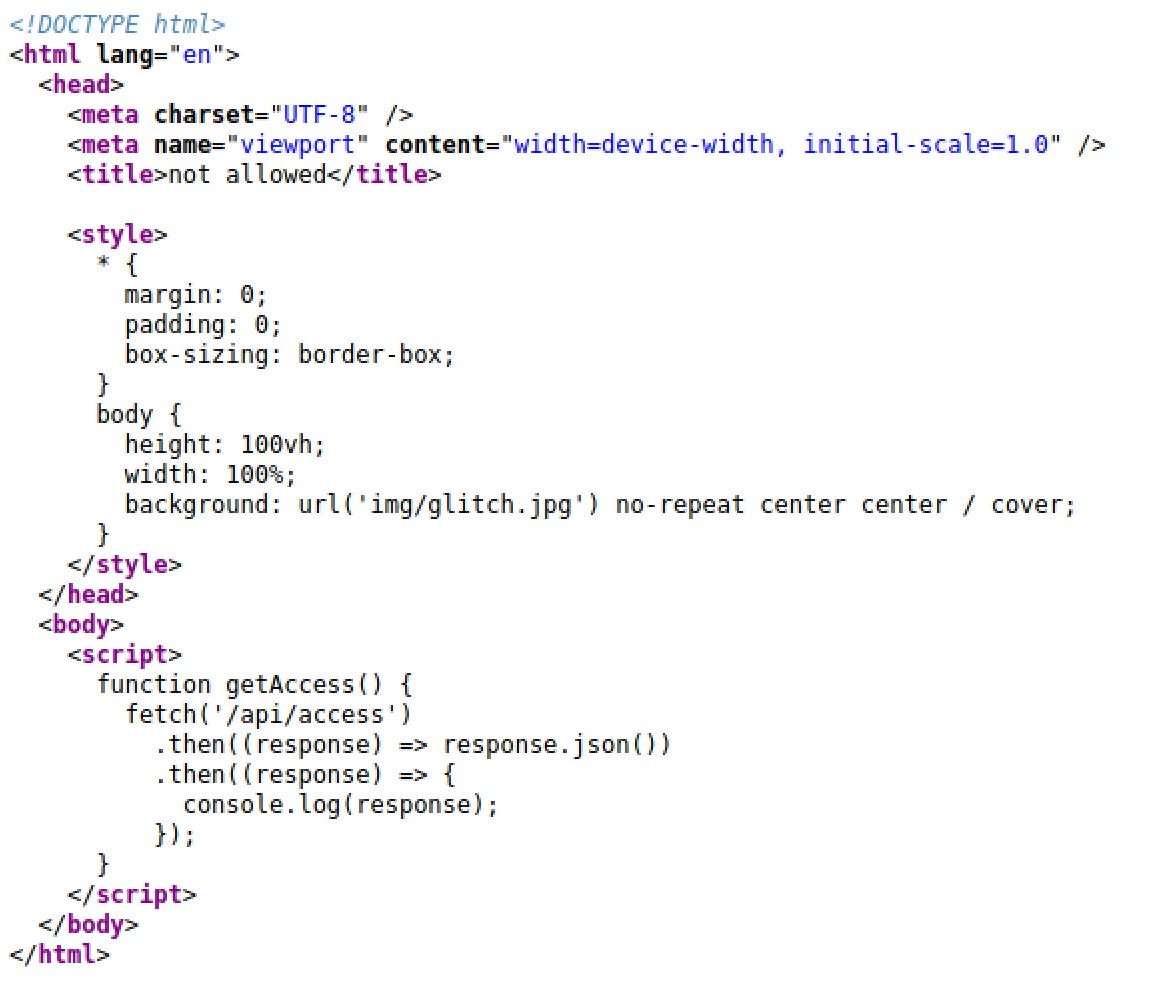 <!DOCTYPE html>
<html lang="en">
  <head>
    <meta charset="UTF-8" />
    <meta name="viewport" content="width=device-width, initial-scale=1.0" />
    <title>not allowed</title>

    <style>
      * {
        margin: 0;
        padding: 0;
        box-sizing: border-box;
      }
      body {
        height: 100vh;
        width: 100%;
        background: url('img/glitch.jpg') no-repeat center center / cover;
      }
    </style>
  </head>
  <body>
    <script>
      function getAccess() {
        fetch('/api/access')
          .then((response) => response.json())
          .then((response) => {
            console.log(response);
          });
      }
    </script>
  </body>
</html>